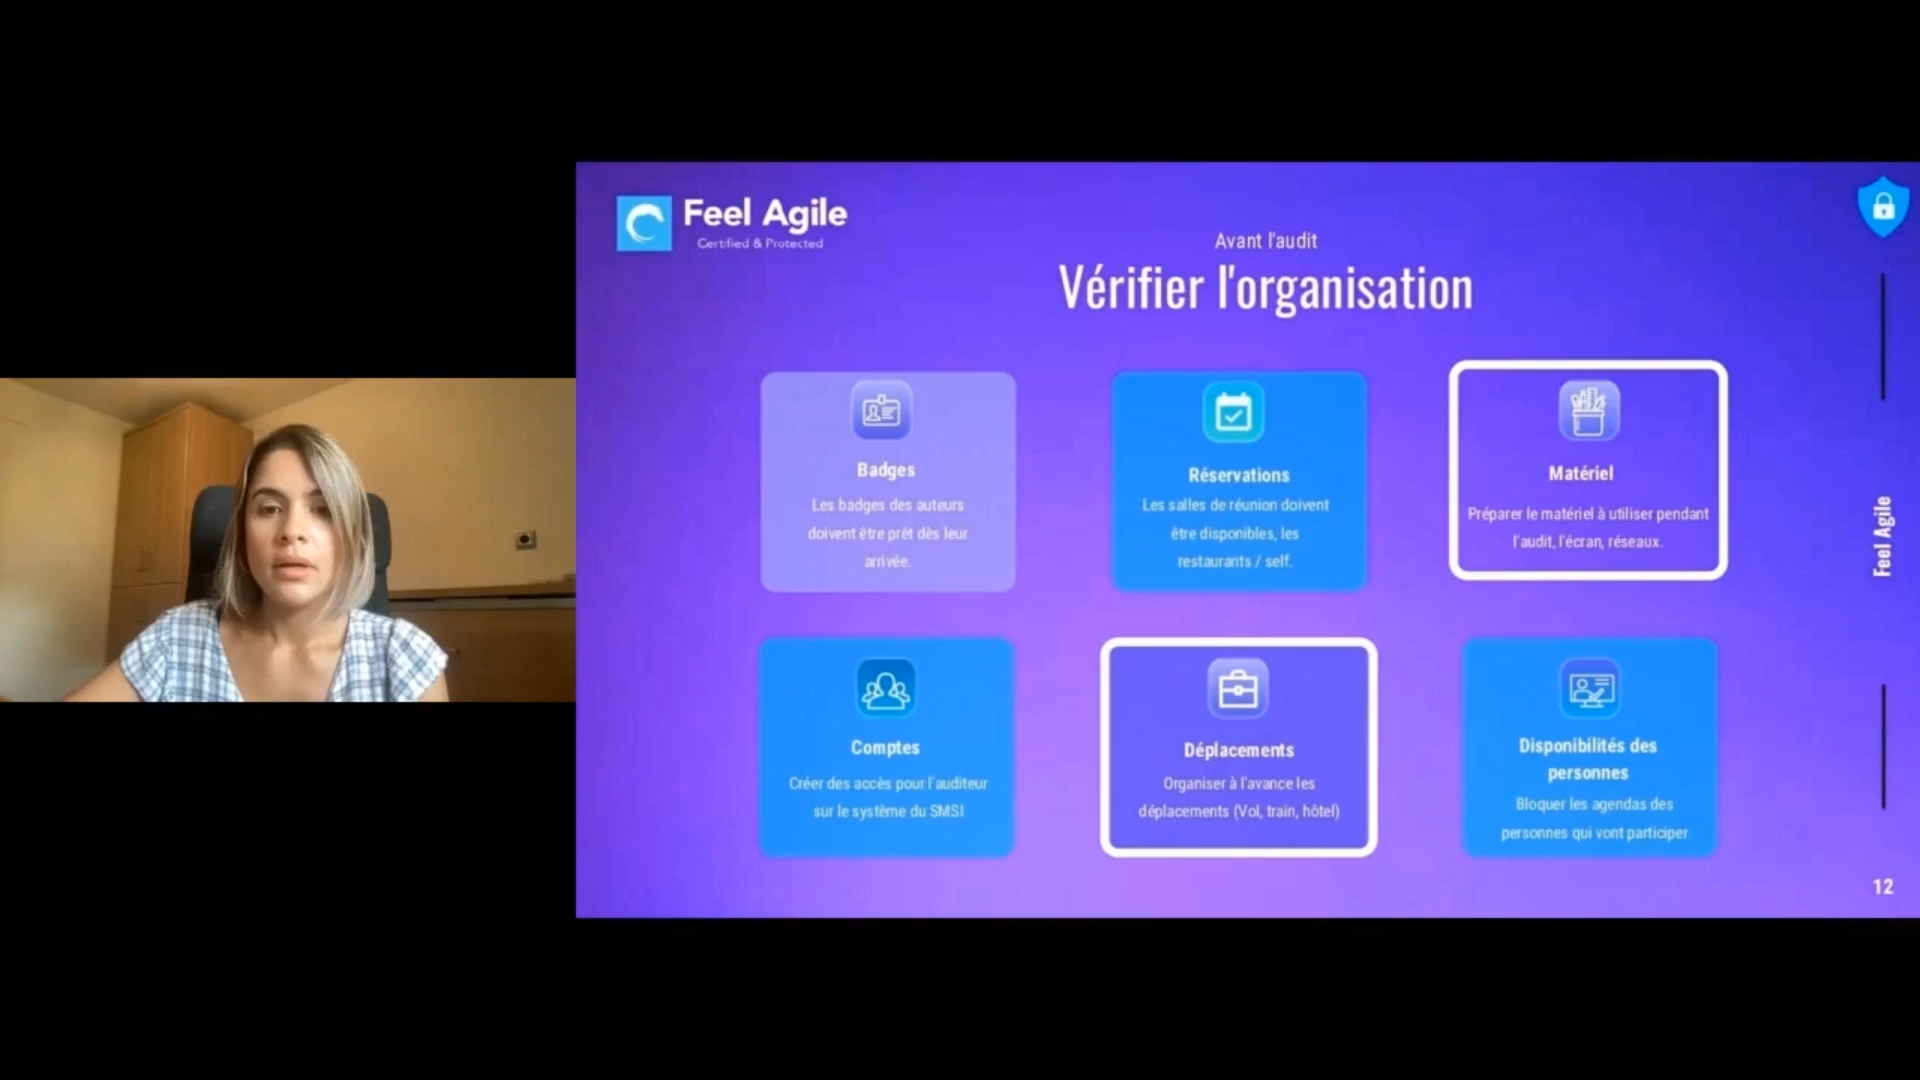 Feel Agile
Certified & Protected
Avant l'audit
Vérifier l'organisation
Badges
Les badges des auteurs
doivent être prêt dès leur
arrivée.
Réservations
Les salles de réunion doivent
être disponibles, les
restaurants / self.
Matériel
Préparer le matériel à utiliser pendant
l'audit, l'écran, réseaux.
Comptes
Créer des accès pour l'auditeur
sur le système du SMSI
Déplacements
Organiser à l'avance les
déplacements (Vol, train, hôtel)
Disponibilités des
personnes
Bloquer les agendas des
personnes qui vont participer
Feel Agile
12